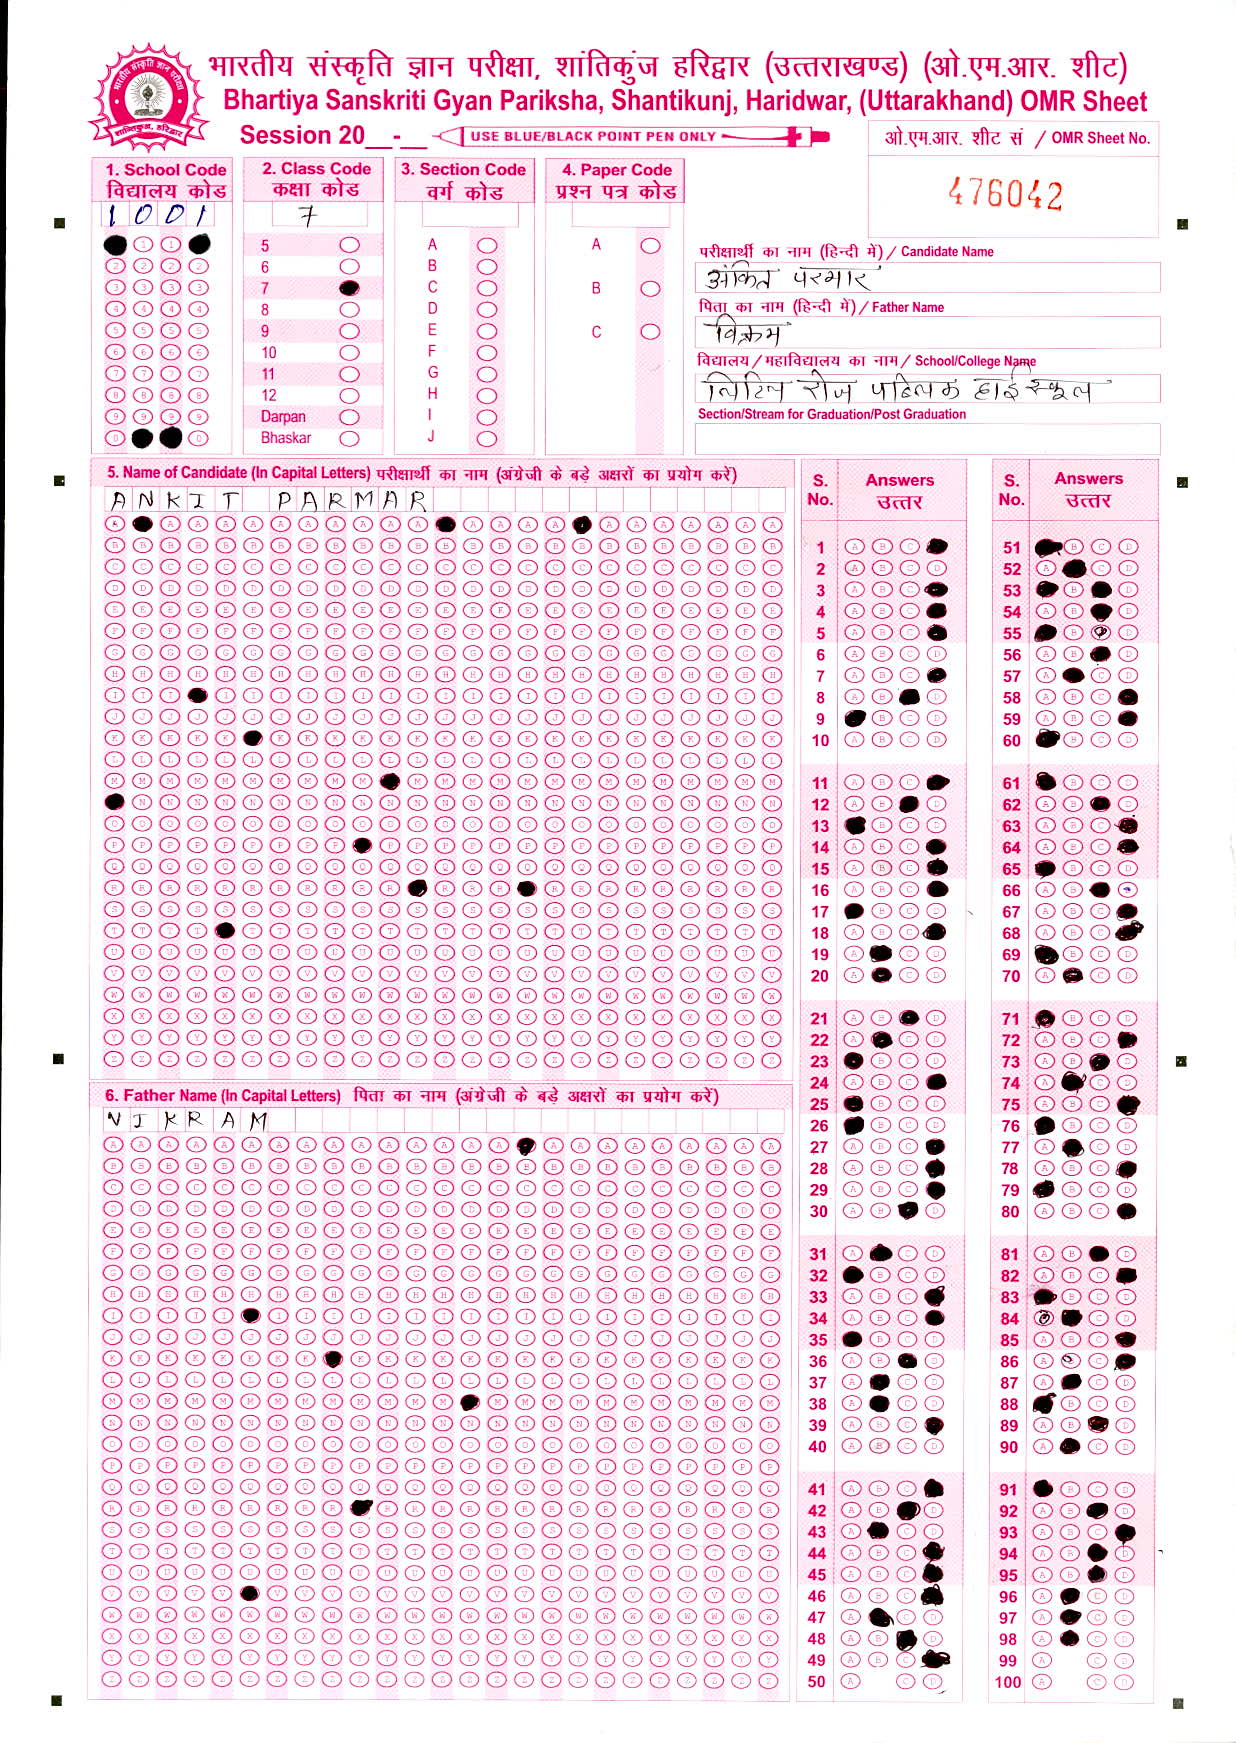 भारतीय संस्कृति ज्ञान परीक्षा, शांतिकुंज हरिद्वार (उत्तराखण्ड) (ओ.एम.आर. शीट)
Bhartiya Sanskriti Gyan Pariksha, Shantikunj, Haridwar, (Uttarakhand) OMR Sheet
Session 20__-__ USE BLUE/BLACK POINT PEN ONLY
ओ.एम.आर. शीट सं / OMR Sheet No.
476042
1. School Code
विद्यालय कोड
1001
2. Class Code
कक्षा कोड
7
5
6
7
8
9
10
11
12
Darpan
Bhaskar
3. Section Code
वर्ग कोड
A
B
C
D
E
F
G
H
I
J
4. Paper Code
प्रश्न पत्र कोड
A
B
C
परीक्षार्थी का नाम (हिन्दी में) / Candidate Name
अंकित परमार
पिता का नाम (हिन्दी में) / Father Name
विक्रम
विद्यालय / महाविद्यालय का नाम / School/College Name
लिटिल रोज पब्लिक हाई स्कूल
Section/Stream for Graduation/Post Graduation
5. Name of Candidate (In Capital Letters) परीक्षार्थी का नाम (अंग्रेजी के बड़े अक्षरों का प्रयोग करें)
ANKIT PARMAR
6. Father Name (In Capital Letters) पिता का नाम (अंग्रेजी के बड़े अक्षरों का प्रयोग करें)
VIKRAM
S. No. Answers उत्तर
1
2
3
4
5
6
7
8
9
10
11
12
13
14
15
16
17
18
19
20
21
22
23
24
25
26
27
28
29
30
31
32
33
34
35
36
37
38
39
40
41
42
43
44
45
46
47
48
49
50
S. No. Answers उत्तर
51
52
53
54
55
56
57
58
59
60
61
62
63
64
65
66
67
68
69
70
71
72
73
74
75
76
77
78
79
80
81
82
83
84
85
86
87
88
89
90
91
92
93
94
95
96
97
98
99
100